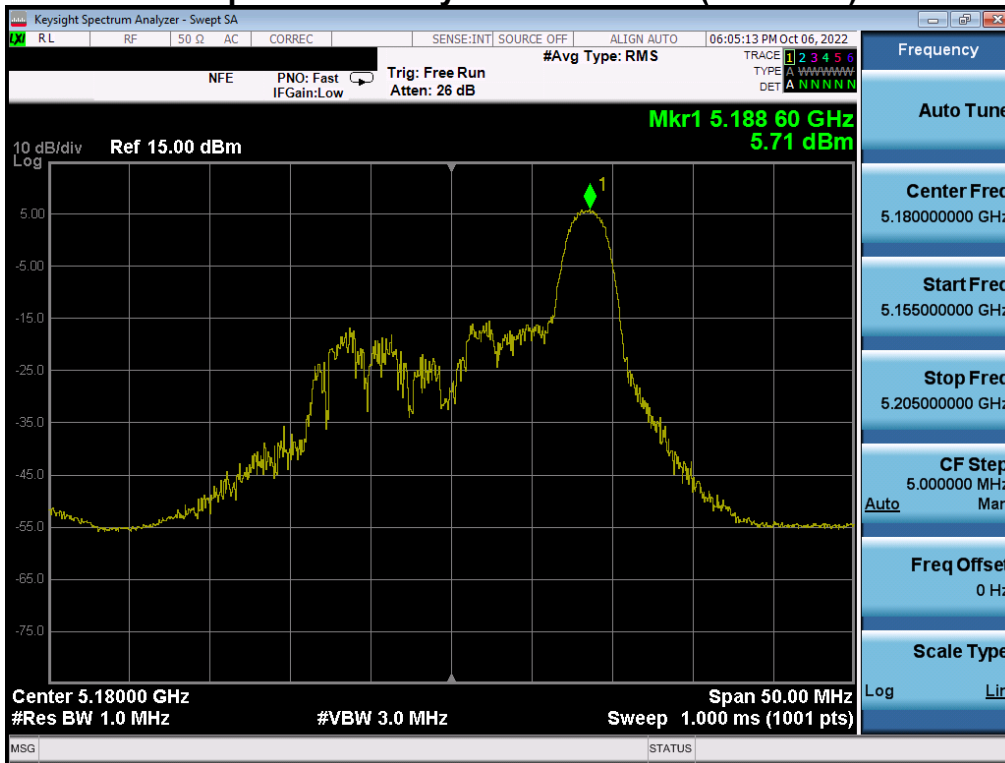 Keysight Spectrum Analyzer - Swept SA
LXI RL RF 50 Ω AC CORREC SENSE:INT SOURCE OFF ALIGN AUTO 06:05:13 PM Oct 06, 2022
#Avg Type: RMS
TRACE 1 2 3 4 5 6
TYPE A WWWWW
DET A N N N N N
NFE PNO: Fast Trig: Free Run
IFGain:Low Atten: 26 dB
Mkr1 5.188 60 GHz
5.71 dBm
10 dB/div Ref 15.00 dBm
Log
1
5.00
-5.00
-15.0
-25.0
-35.0
-45.0
-55.0
-65.0
-75.0
Center 5.18000 GHz Span 50.00 MHz
#Res BW 1.0 MHz #VBW 3.0 MHz Sweep 1.000 ms (1001 pts)
MSG STATUS
Frequency
Auto Tune
Center Freq
5.180000000 GHz
Start Freq
5.155000000 GHz
Stop Freq
5.205000000 GHz
CF Step
5.000000 MHz
Auto Man
Freq Offset
0 Hz
Scale Type
Log Lin